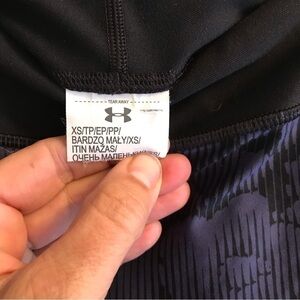 TEAR AWAY
XS/TP/EP/PP/
BARDZO MAŁY/XS/
ITIN MAŽAS/
ОЧЕНЬ МАЛЕНЬКИЙ